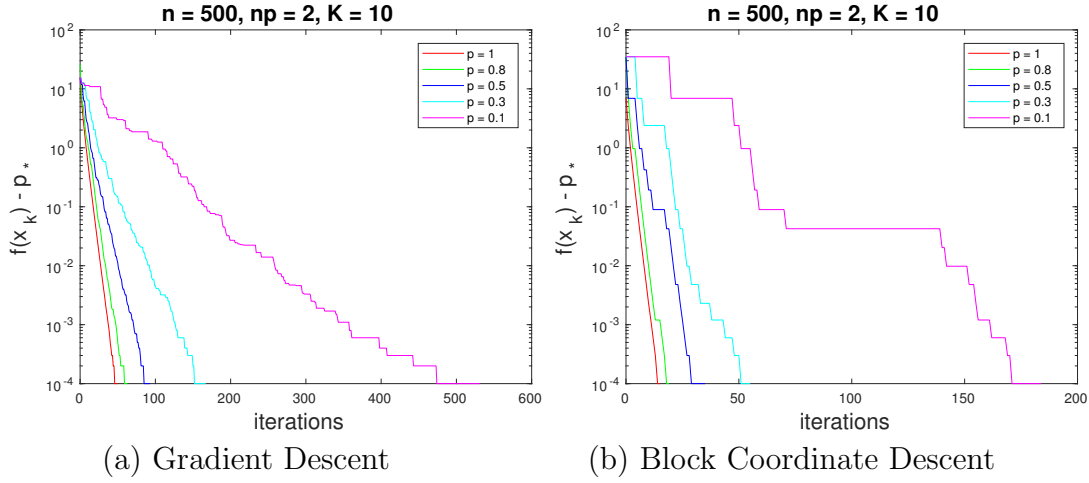 n = 500, np = 2, K = 10
f(x_k) - p_*
10^2
10^1
10^0
10^-1
10^-2
10^-3
10^-4
p = 1
p = 0.8
p = 0.5
p = 0.3
p = 0.1
0 100 200 300 400 500 600
iterations
(a) Gradient Descent
n = 500, np = 2, K = 10
f(x_k) - p_*
10^2
10^1
10^0
10^-1
10^-2
10^-3
10^-4
p = 1
p = 0.8
p = 0.5
p = 0.3
p = 0.1
0 50 100 150 200
iterations
(b) Block Coordinate Descent